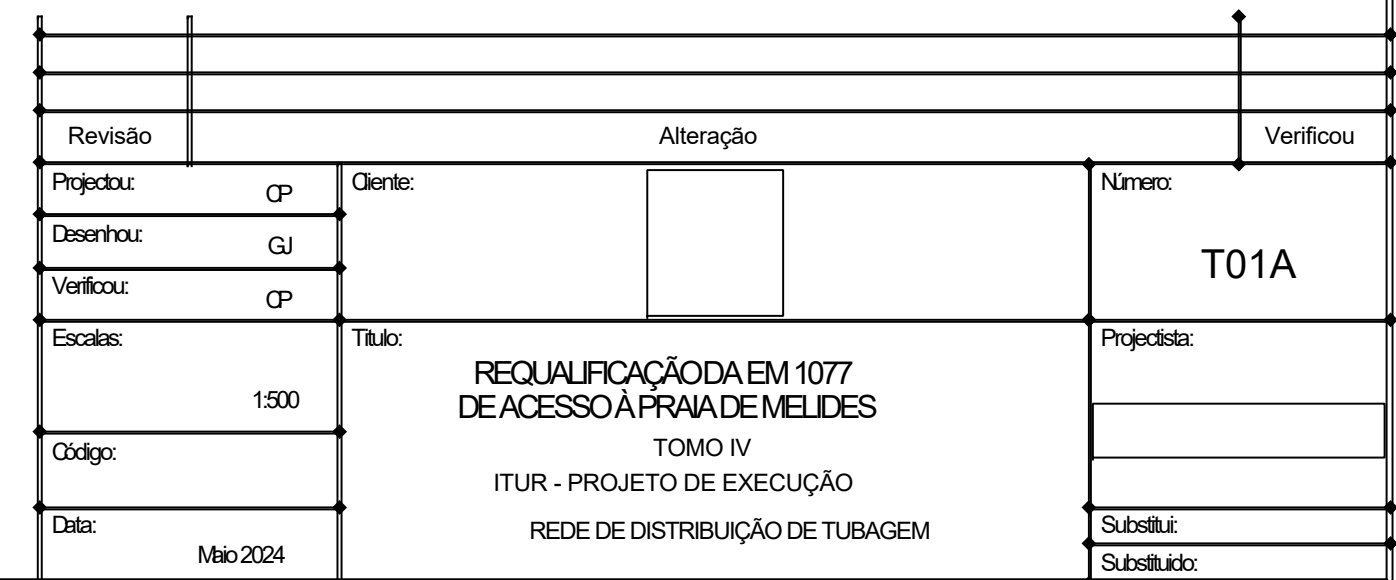 Revisão Alteração Verificou
Projectou: CP
Cliente:
Número:
Desenhou: GJ
T01A
Verificou: CP
Escalas:
1:500
Título:
REQUALIFICAÇÃO DA EM 1077
DE ACESSO À PRAIA DE MELIDES
TOMO IV
ITUR - PROJETO DE EXECUÇÃO
REDE DE DISTRIBUIÇÃO DE TUBAGEM
Projectista:
Código:
Data:
Maio 2024
Substitui:
Substituido: